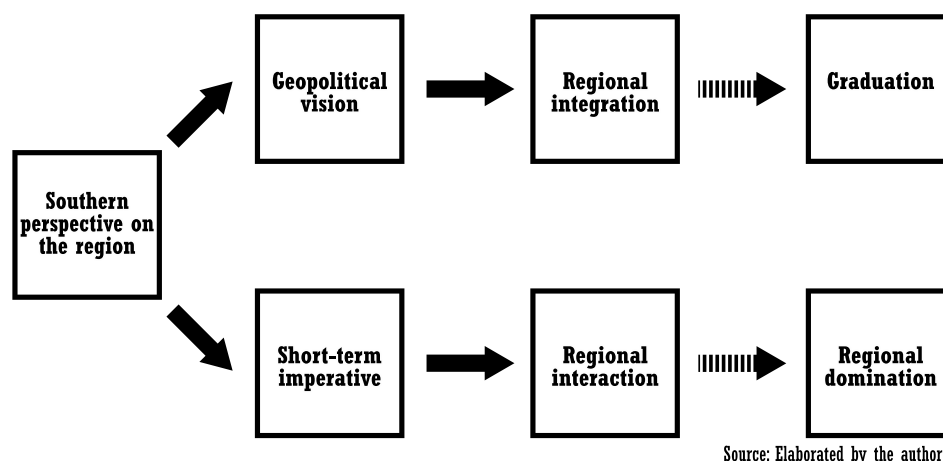 Geopolitical
vision
Regional
integration
Graduation
Southern
perspective on
the region
Short-term
imperative
Regional
interaction
Regional
domination
Source: Elaborated by the author